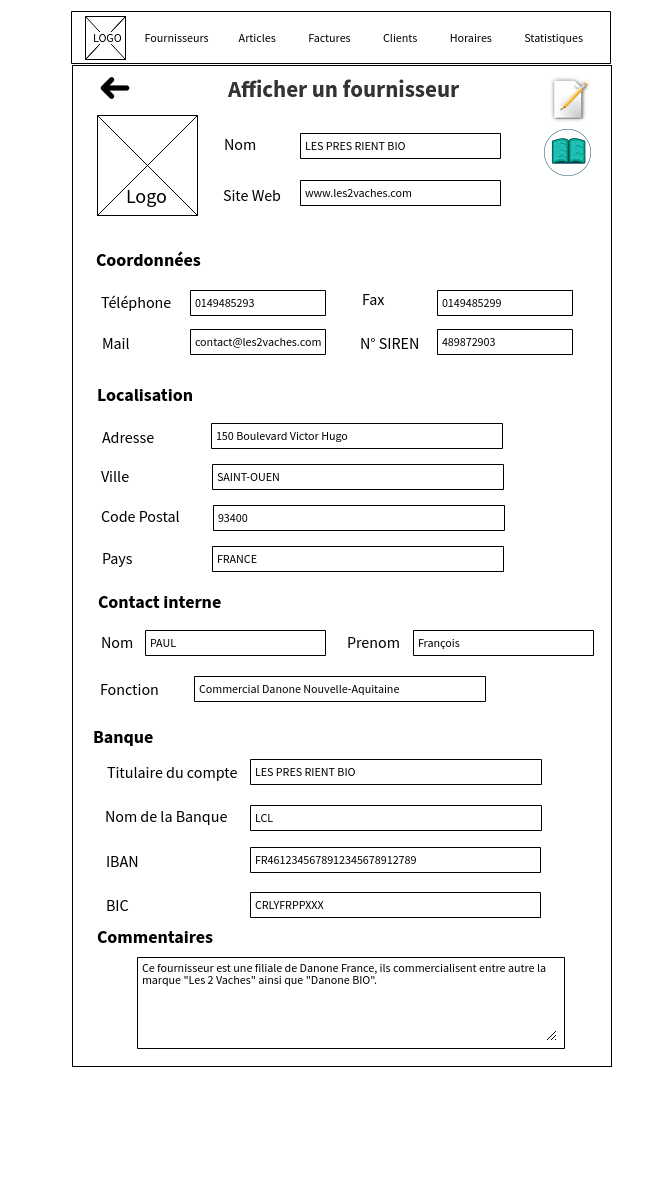 LOGO Fournisseurs Articles Factures Clients Horaires Statistiques
Afficher un fournisseur
Logo
Nom LES PRES RIENT BIO
Site Web www.les2vaches.com
Coordonnées
Téléphone 0149485293 Fax 0149485299
Mail contact@les2vaches.com N° SIREN 489872903
Localisation
Adresse 150 Boulevard Victor Hugo
Ville SAINT-OUEN
Code Postal 93400
Pays FRANCE
Contact interne
Nom PAUL Prenom François
Fonction Commercial Danone Nouvelle-Aquitaine
Banque
Titulaire du compte LES PRES RIENT BIO
Nom de la Banque LCL
IBAN FR4612345678912345678912789
BIC CRLYFRPPXXX
Commentaires
Ce fournisseur est une filiale de Danone France, ils commercialisent entre autre la
marque "Les 2 Vaches" ainsi que "Danone BIO".